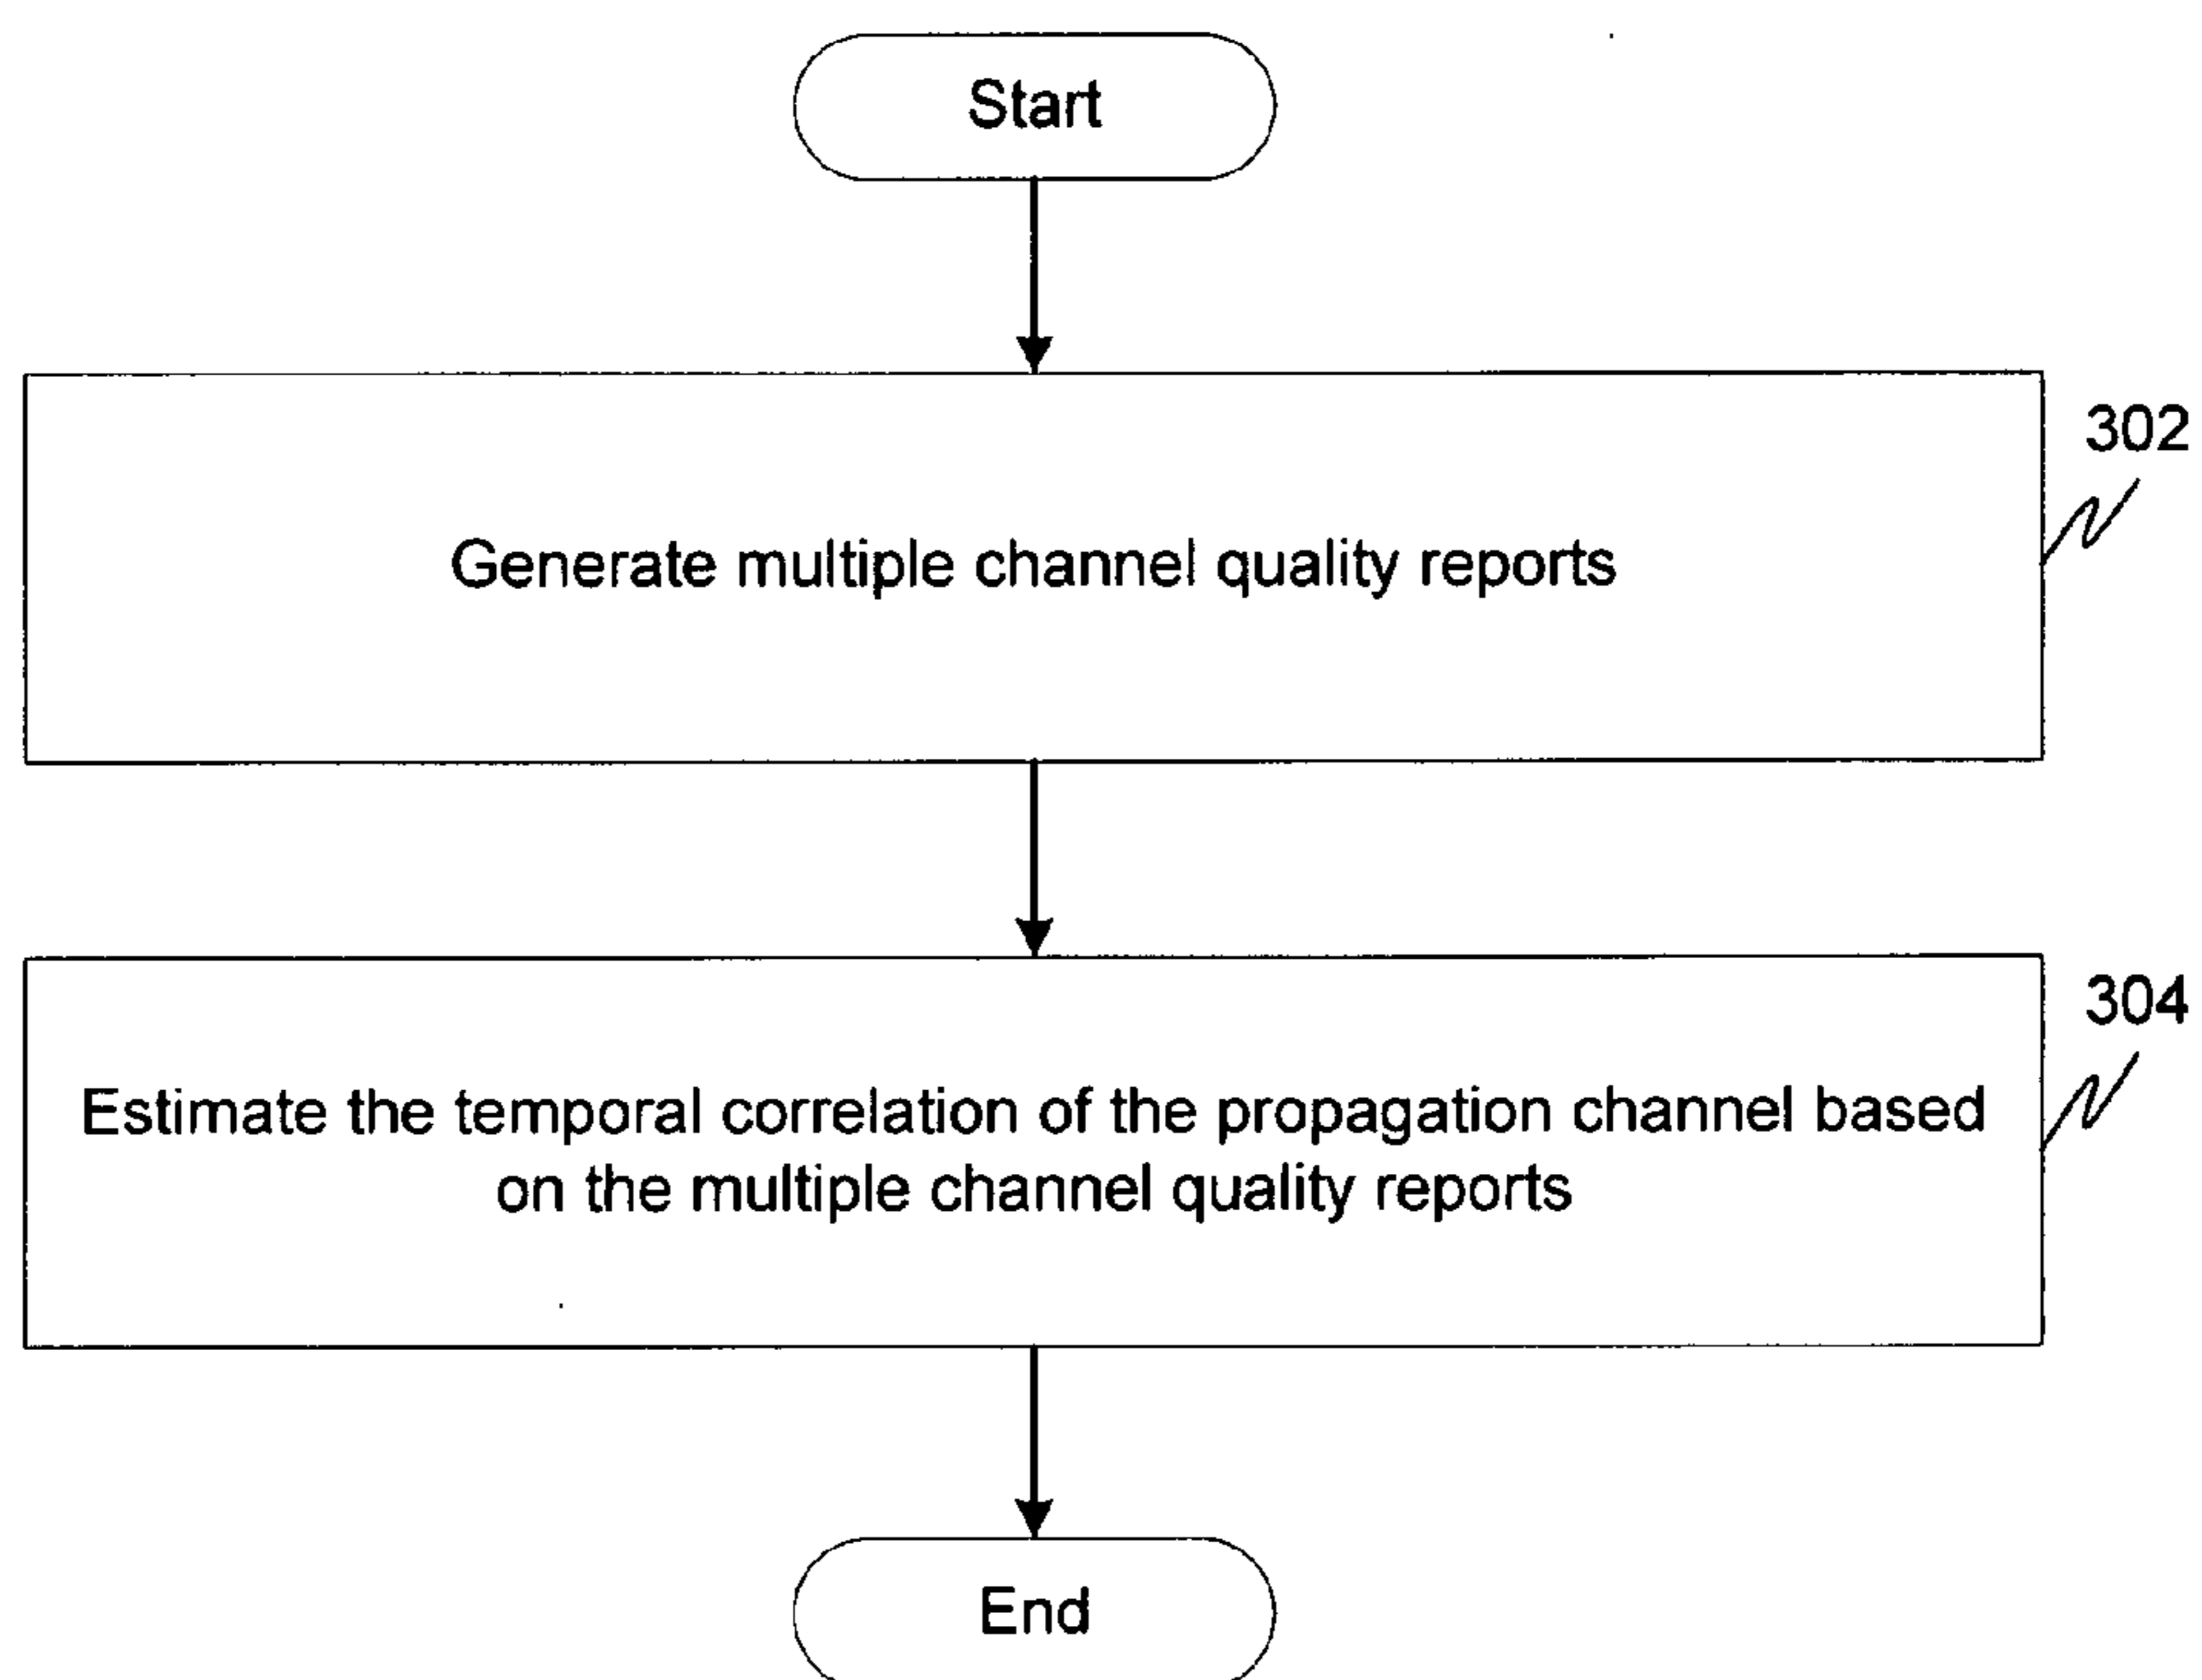 Start
302
Generate multiple channel quality reports
304
Estimate the temporal correlation of the propagation channel based
on the multiple channel quality reports
End